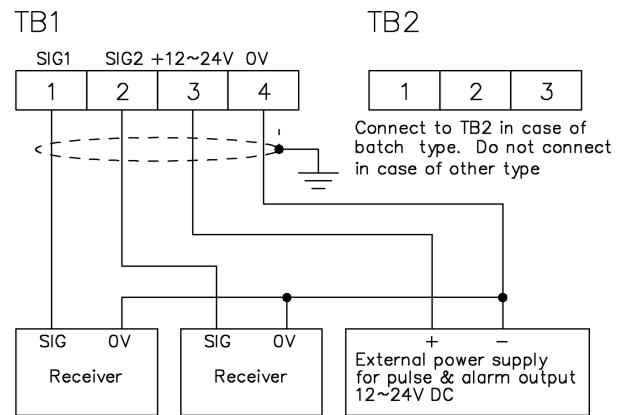 TB1 TB2
SIG1 SIG2 +12~24V 0V
1 2 3 4 1 2 3
Connect to TB2 in case of
batch type. Do not connect
in case of other type
SIG 0V SIG 0V + −
Receiver Receiver
External power supply
for pulse & alarm output
12~24V DC